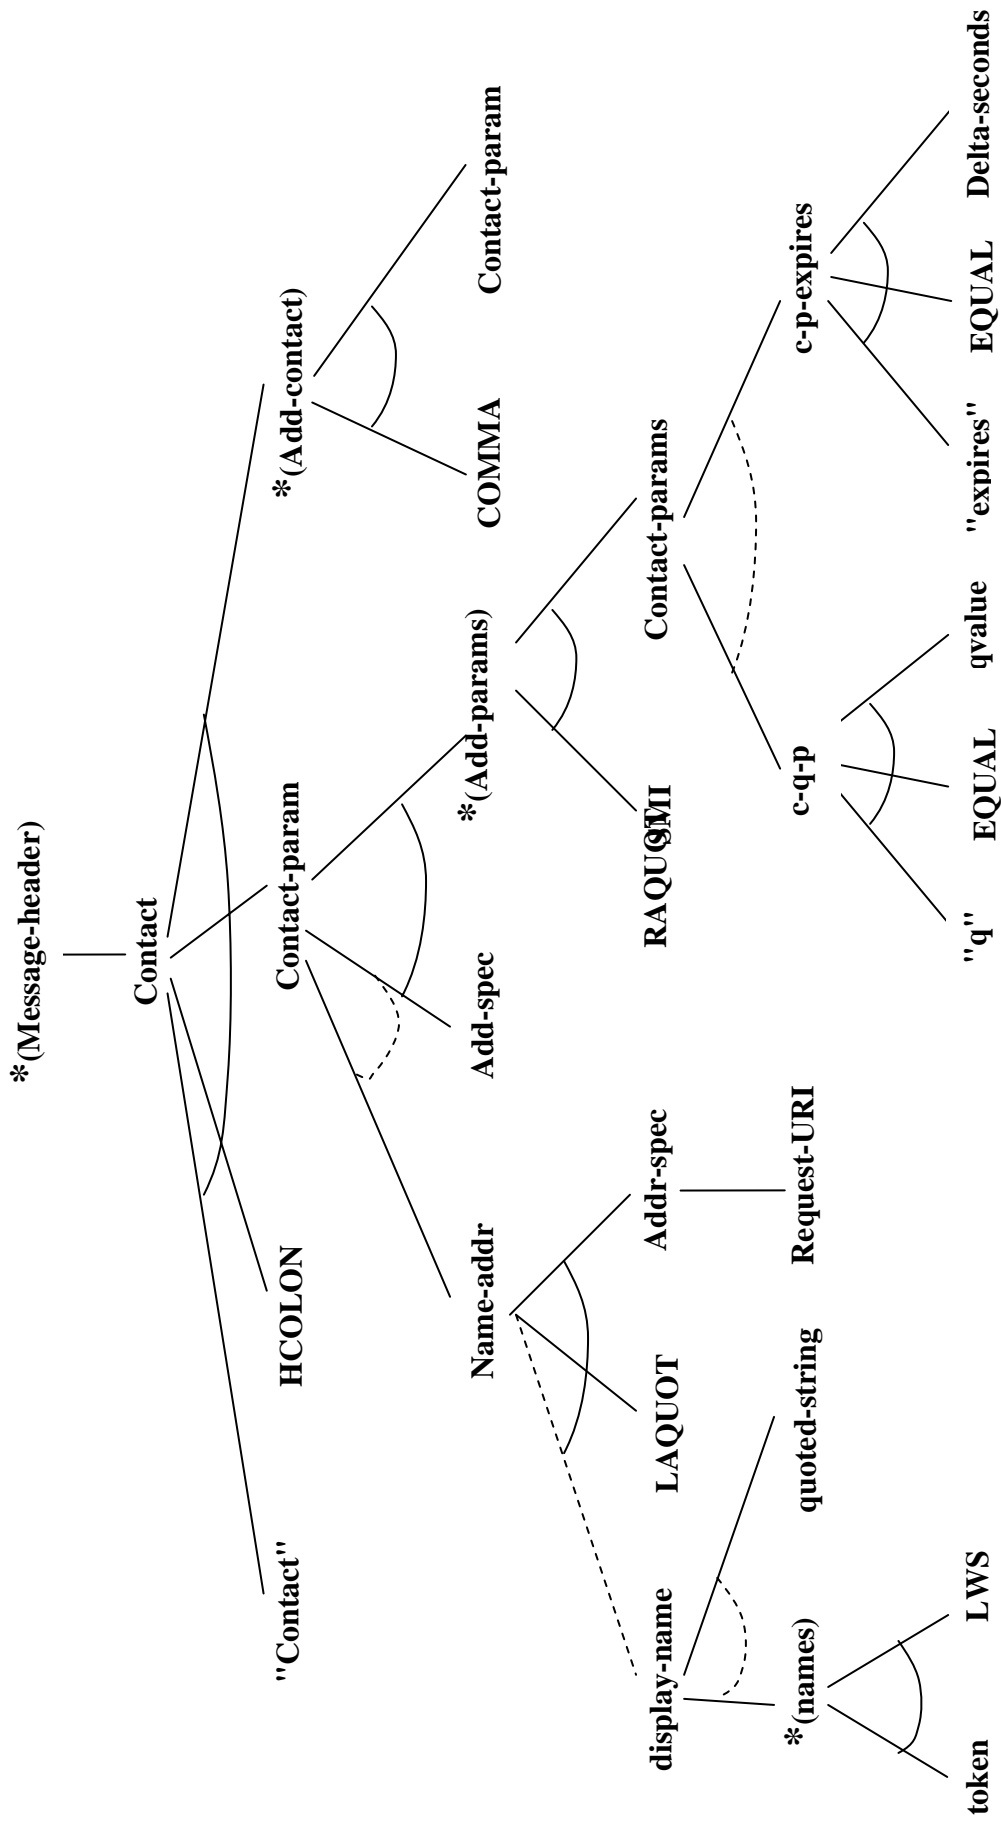 *(Message-header)
Contact
"Contact" HCOLON Contact-param *(Add-contact)
Name-addr Add-spec *(Add-params) COMMA Contact-param
display-name LAQUOT Addr-spec RAQUOT SMI Contact-params
*(names) quoted-string Request-URI c-q-p c-p-expires
token LWS "q" EQUAL qvalue "expires" EQUAL Delta-seconds